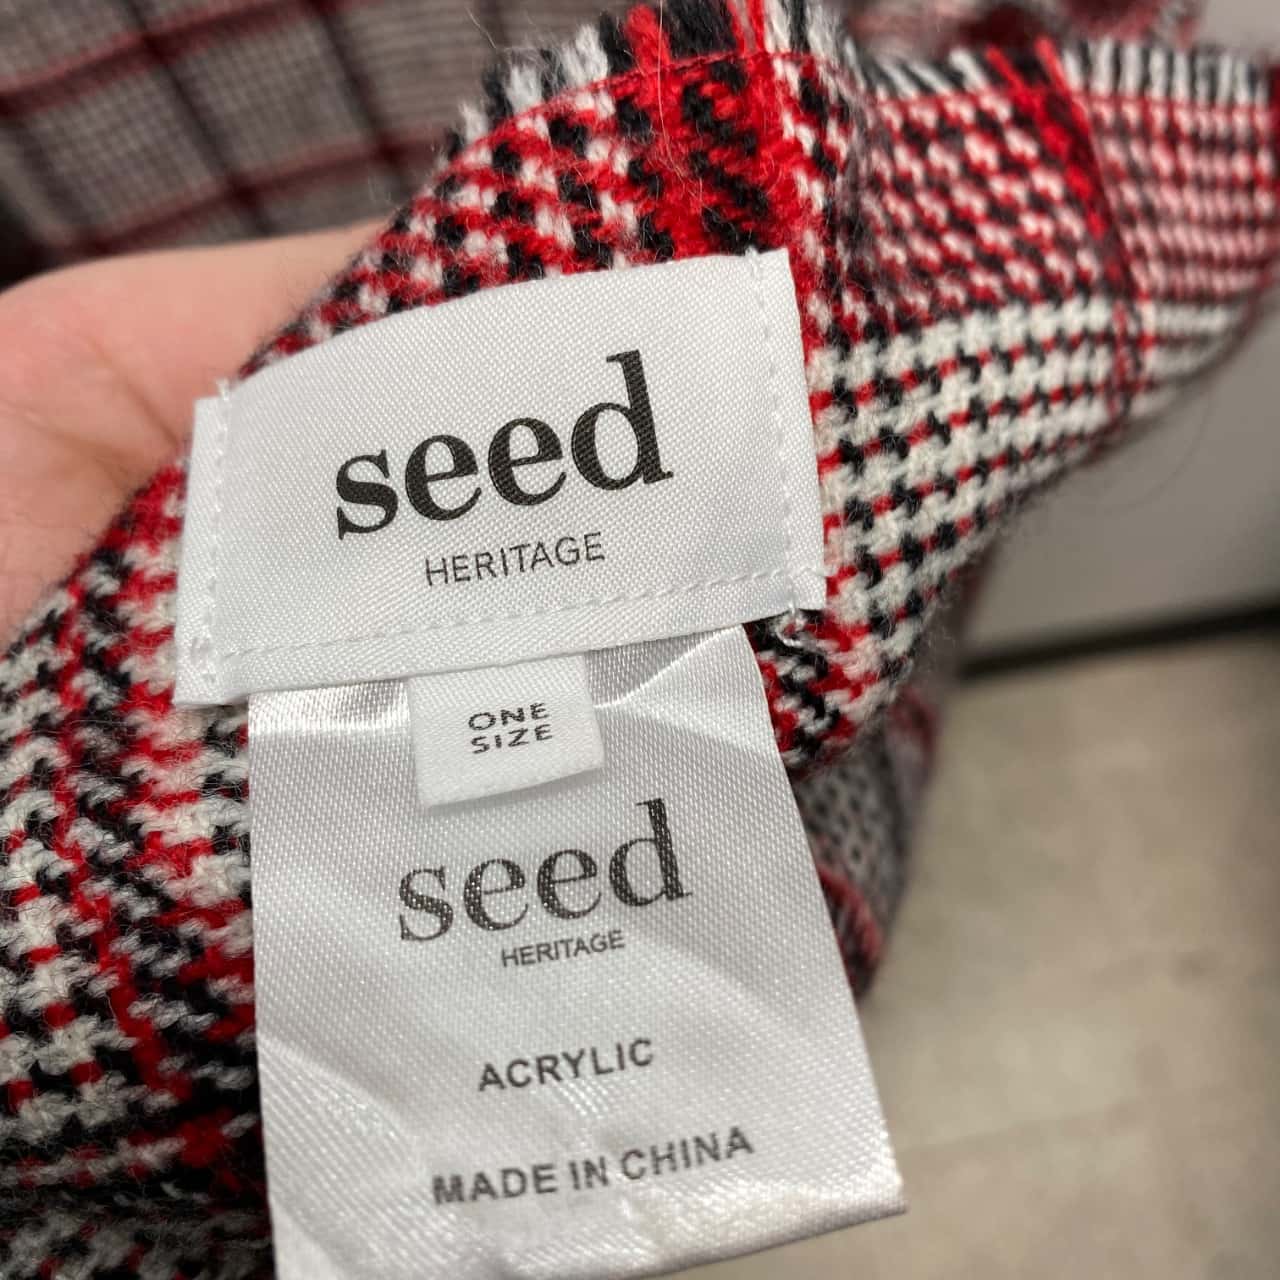 seed
HERITAGE
ONE
SIZE
seed
HERITAGE
ACRYLIC
MADE IN CHINA